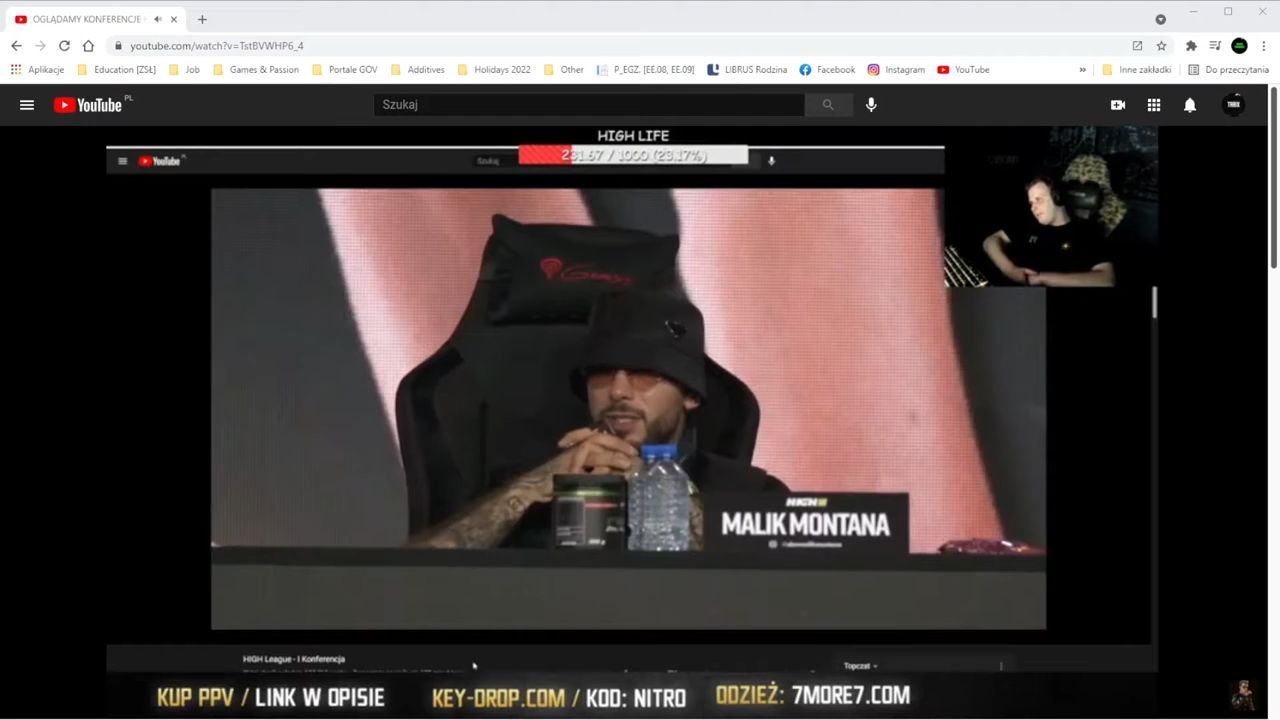 OGLĄDAMY KONFERENCJE
youtube.com/watch?v=TstBVWHP6_4
Aplikacje Education [ZSŁ] Job Games & Passion Portale GOV Additives Holidays 2022 Other P_EGZ. [EE.08, EE.09] LIBRUS Rodzina Facebook Instagram YouTube » Inne zakładki Do przeczytania
YouTube PL Szukaj TRBX
HIGH LIFE
231.67 / 1000 (23.17%)
YouTube Szukaj
Genesis
HIGH
MALIK MONTANA
HIGH League - I Konferencja
Topczat
KUP PPV / LINK W OPISIE KEY-DROP.COM / KOD: NITRO ODZIEŻ: 7MORE7.COM